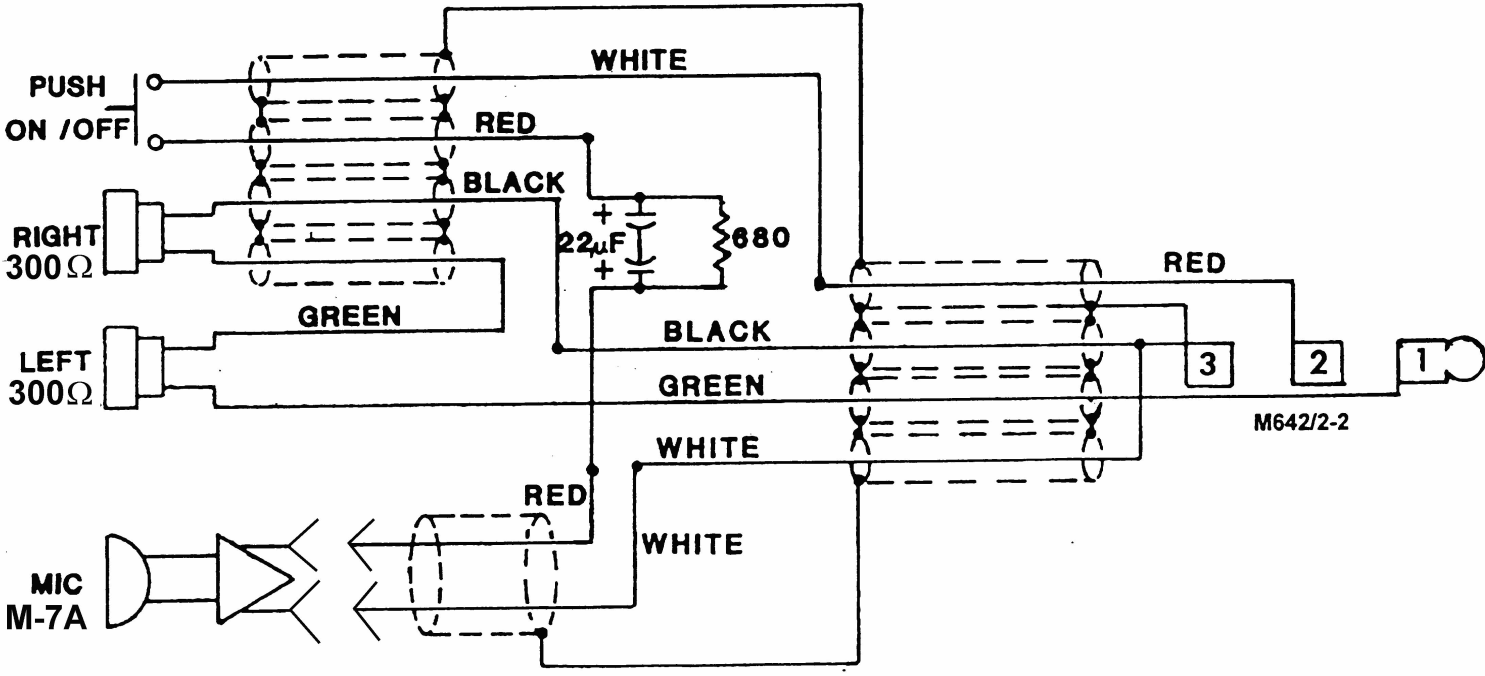 WHITE
PUSH
ON /OFF
RED
BLACK
RIGHT
300Ω
+
22µF
+
680
RED
GREEN
BLACK
LEFT
300Ω
3
2
1
GREEN
M642/2-2
WHITE
RED
WHITE
MIC
M-7A